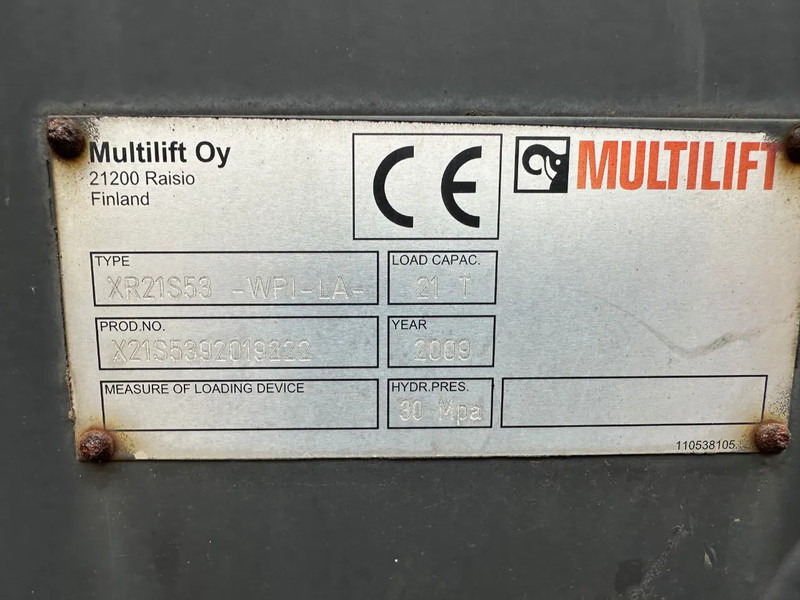 Multilift Oy
21200 Raisio
Finland
CE
MULTILIFT
TYPE
XR21S53 -WPI-LA-
LOAD CAPAC.
21 T
PROD.NO.
X21S5392019222
YEAR
2009
MEASURE OF LOADING DEVICE
HYDR.PRES.
30 Mpa
110538105.